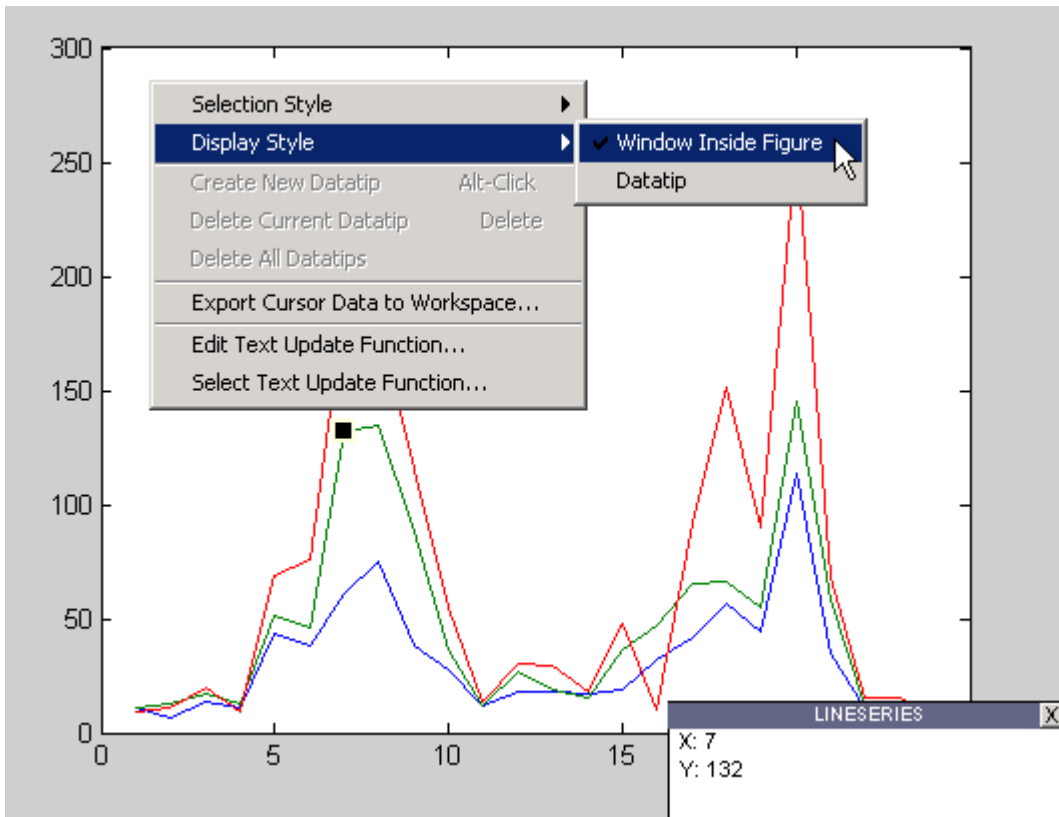 300
250
200
150
100
50
0
Selection Style
Display Style
Create New Datatip Alt-Click
Delete Current Datatip Delete
Delete All Datatips
Export Cursor Data to Workspace...
Edit Text Update Function...
Select Text Update Function...
Window Inside Figure
Datatip
0 5 10 15
LINESERIES X
X: 7
Y: 132